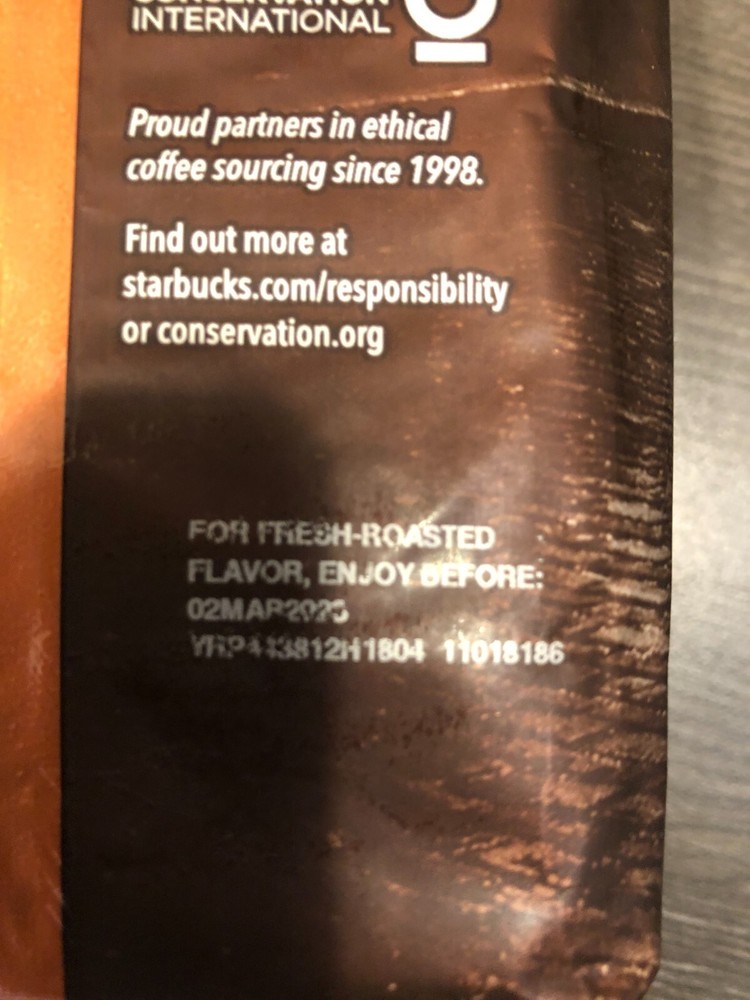 CONSERVATION
INTERNATIONAL
Proud partners in ethical
coffee sourcing since 1998.
Find out more at
starbucks.com/responsibility
or conservation.org
FOR FRESH-ROASTED
FLAVOR, ENJOY BEFORE:
11018186